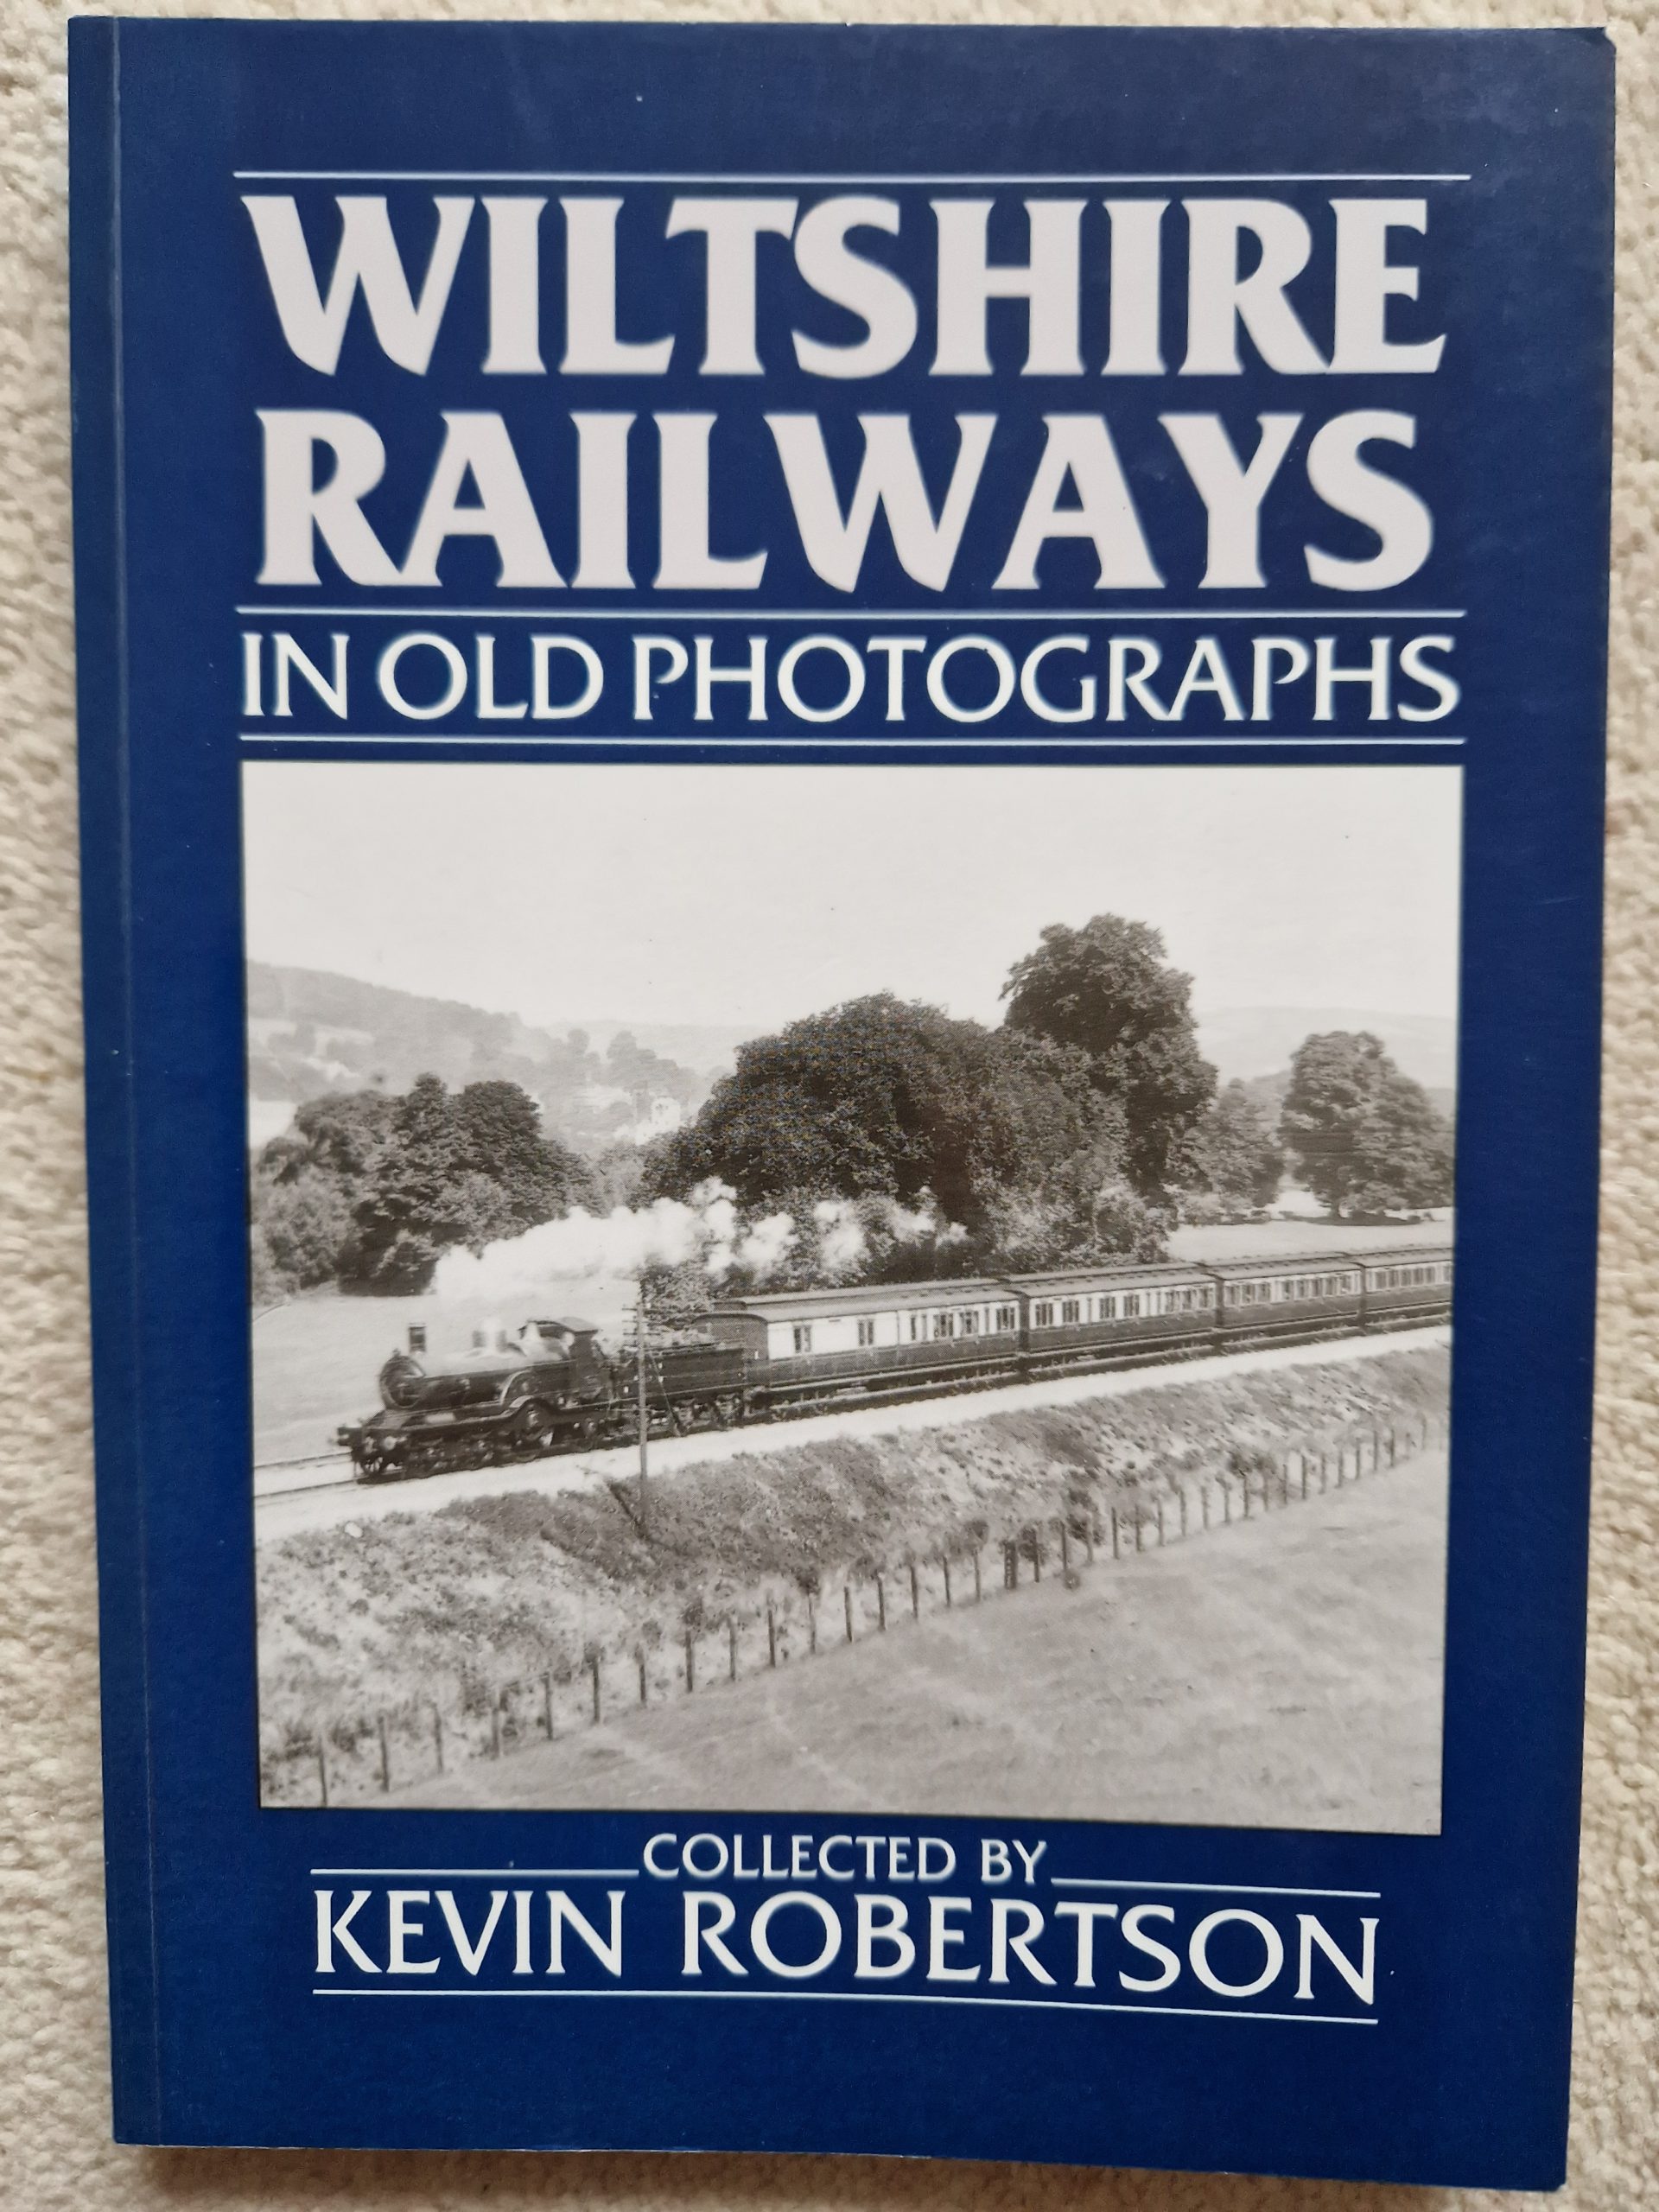 WILTSHIRE
RAILWAYS
IN OLD PHOTOGRAPHS
COLLECTED BY
KEVIN ROBERTSON